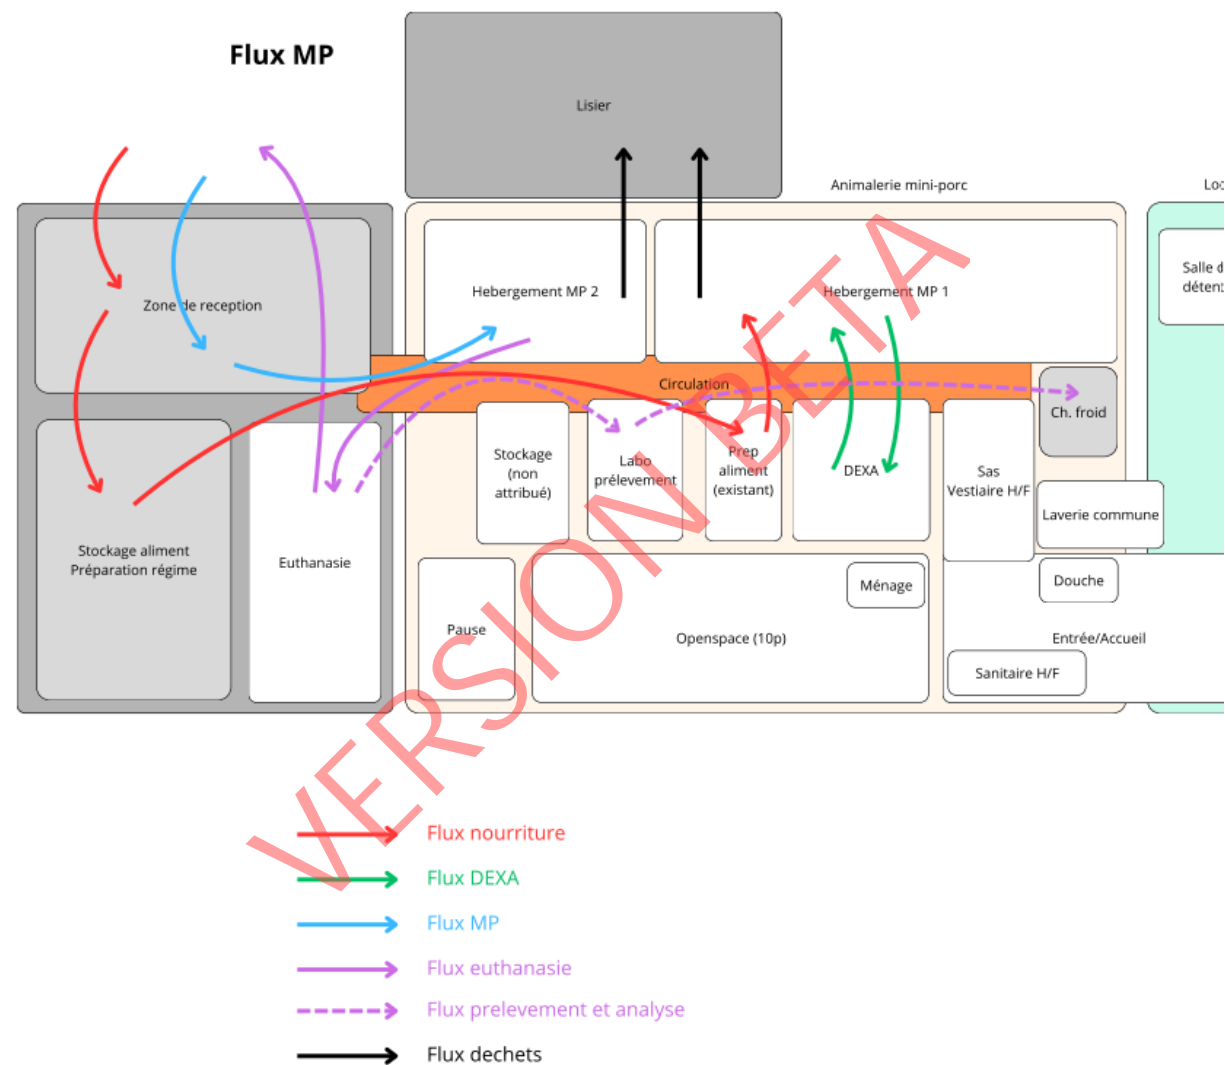 Flux MP
Lisier
Animalerie mini-porc
Zone de reception
Hebergement MP 2
Hebergement MP 1
Salle
Circulation
Ch. froid
Stockage
(non
attribué)
Labo
prélevement
Prep
aliment
(existant)
DEXA
Sas
Vestiaire H/F
Laverie commune
Stockage aliment
Préparation régime
Euthanasie
Ménage
Douche
Pause
Openspace (10p)
Entrée/Accueil
Sanitaire H/F
VERSION BETA
Flux nourriture
Flux DEXA
Flux MP
Flux euthanasie
Flux prelevement et analyse
Flux dechets